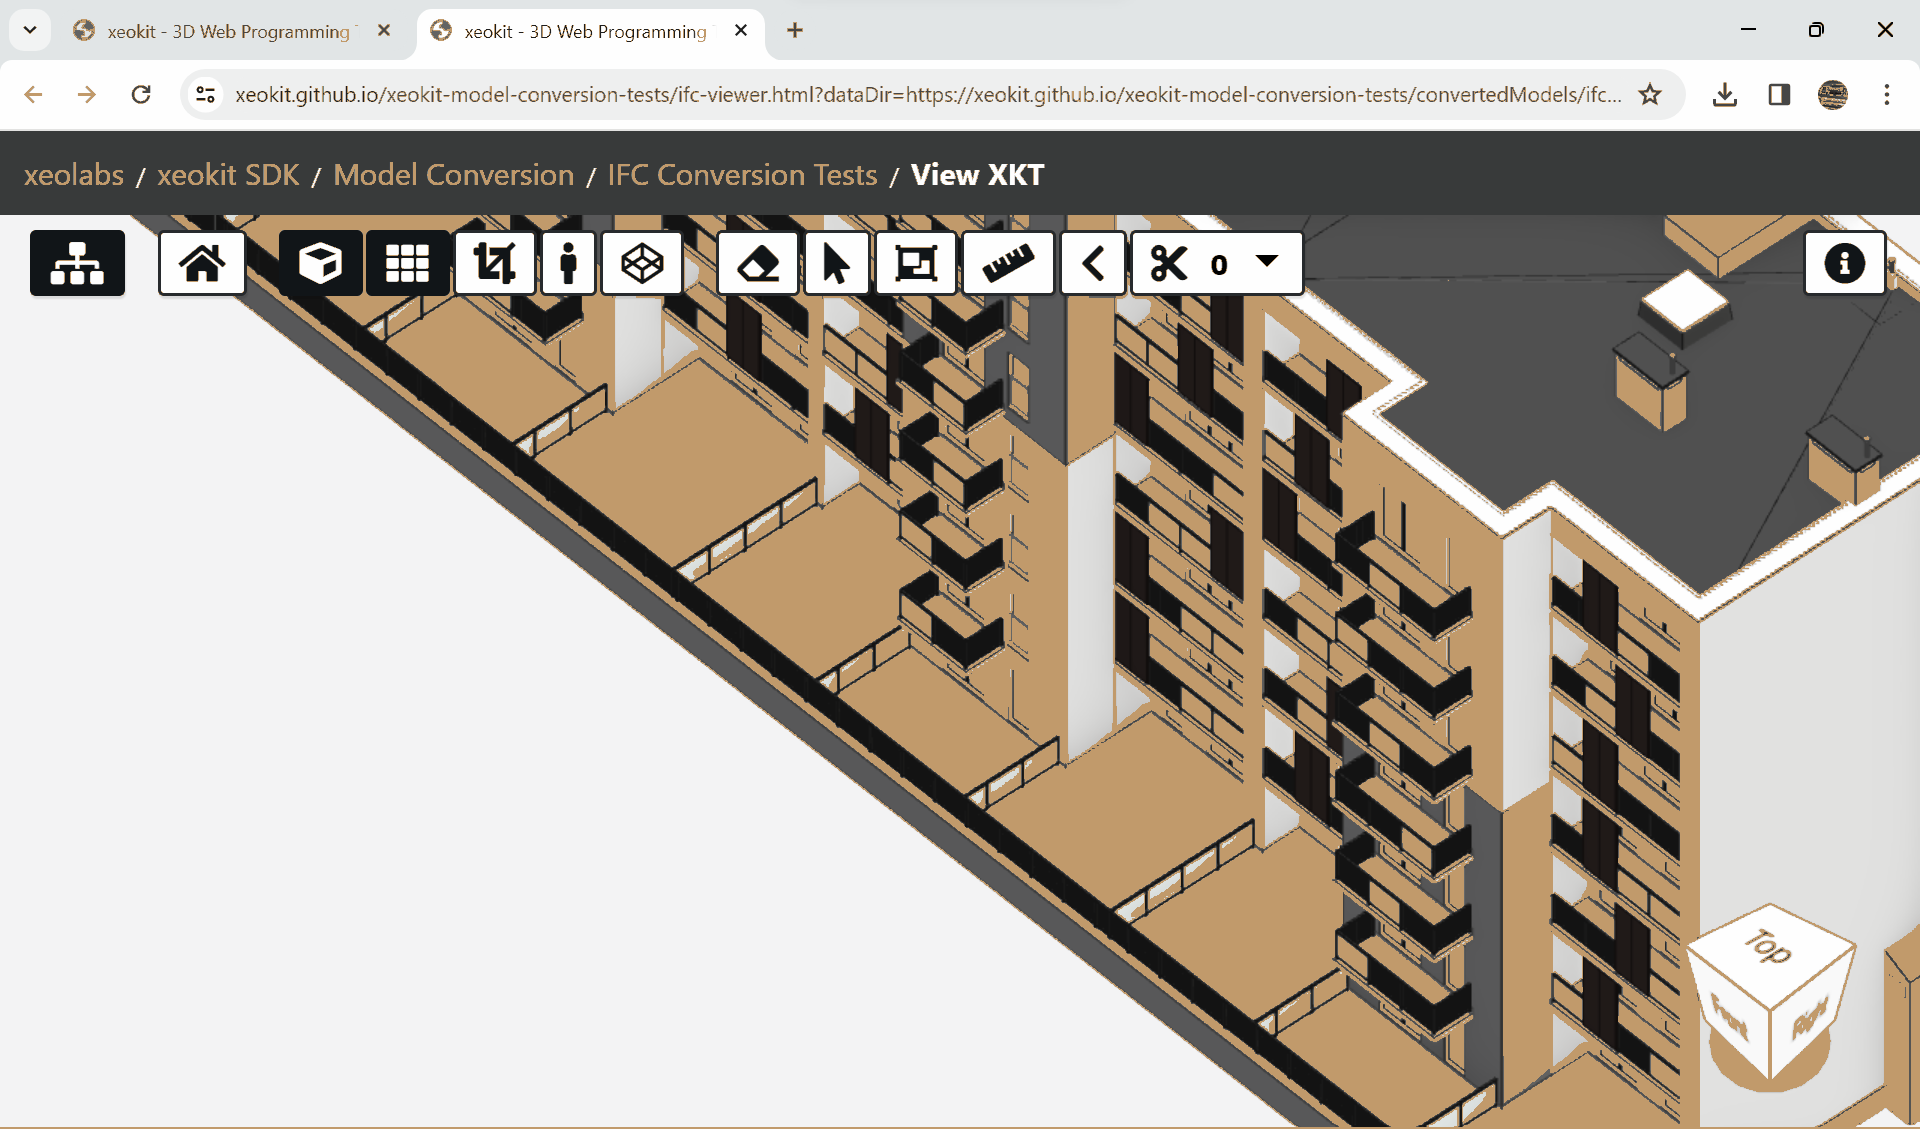 xeokit - 3D Web Programming
xeokit - 3D Web Programming
xeokit.github.io/xeokit-model-conversion-tests/ifc-viewer.html?dataDir=https://xeokit.github.io/xeokit-model-conversion-tests/convertedModels/ifc...
xeolabs / xeokit SDK / Model Conversion / IFC Conversion Tests / View XKT
0
Top
Front
Right